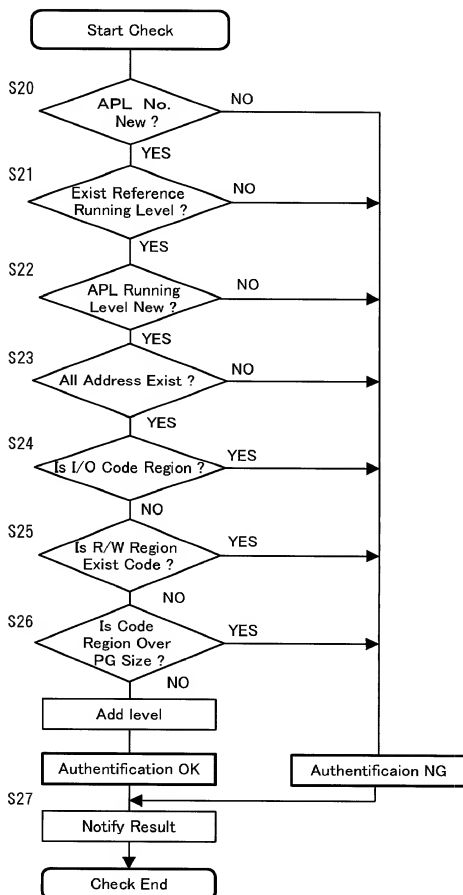 Start Check
S20
APL No.
New ?
NO
YES
S21
Exist Reference
Running Level ?
NO
YES
S22
APL Running
Level New ?
NO
YES
S23
All Address Exist ?
NO
YES
S24
Is I/O Code Region ?
YES
NO
S25
Is R/W Region
Exist Code ?
YES
NO
S26
Is Code
Region Over
PG Size ?
YES
NO
Add level
Authentification OK
Authentificaion NG
S27
Notify Result
Check End